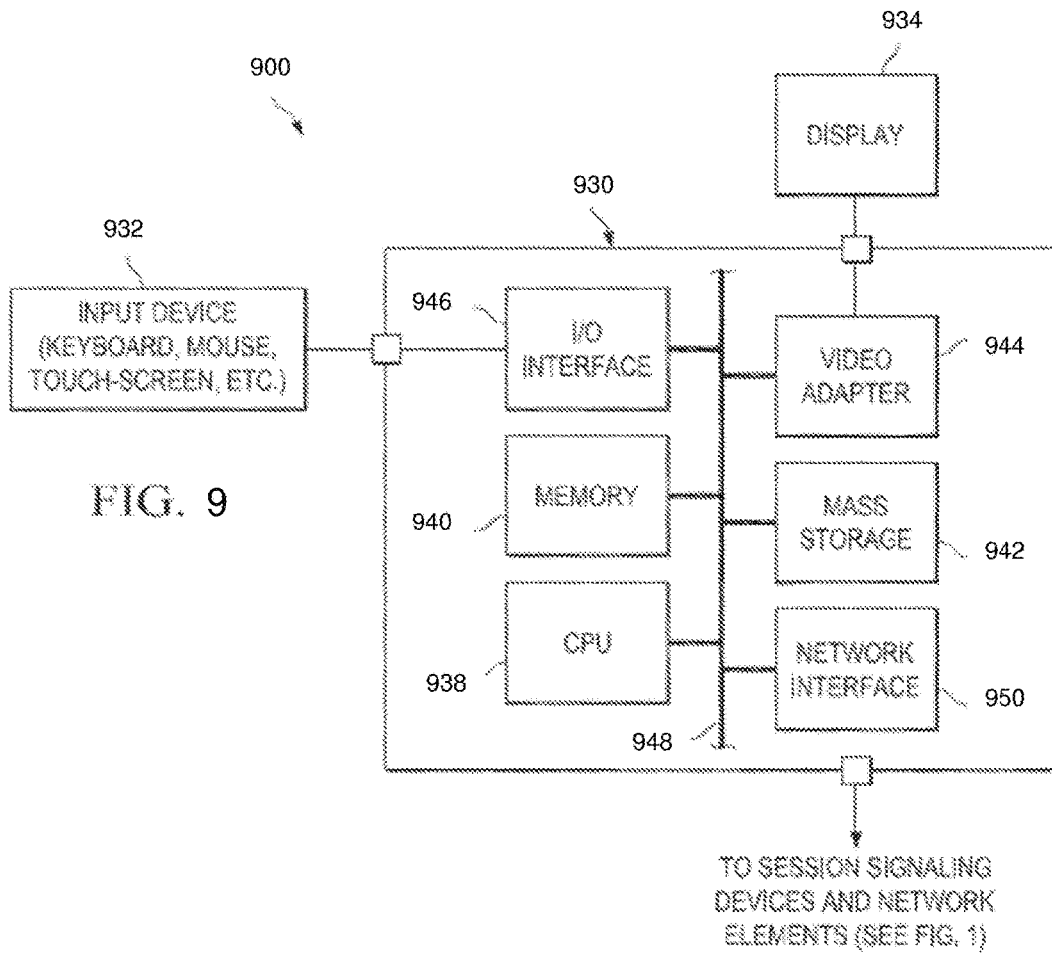 934
900
DISPLAY
930
932
INPUT DEVICE
(KEYBOARD, MOUSE,
TOUCH-SCREEN, ETC.)
946
I/O
INTERFACE
VIDEO
ADAPTER
944
FIG. 9
940
MEMORY
MASS
STORAGE
942
938
CPU
NETWORK
INTERFACE
950
948
TO SESSION SIGNALING
DEVICES AND NETWORK
ELEMENTS (SEE FIG. 1)